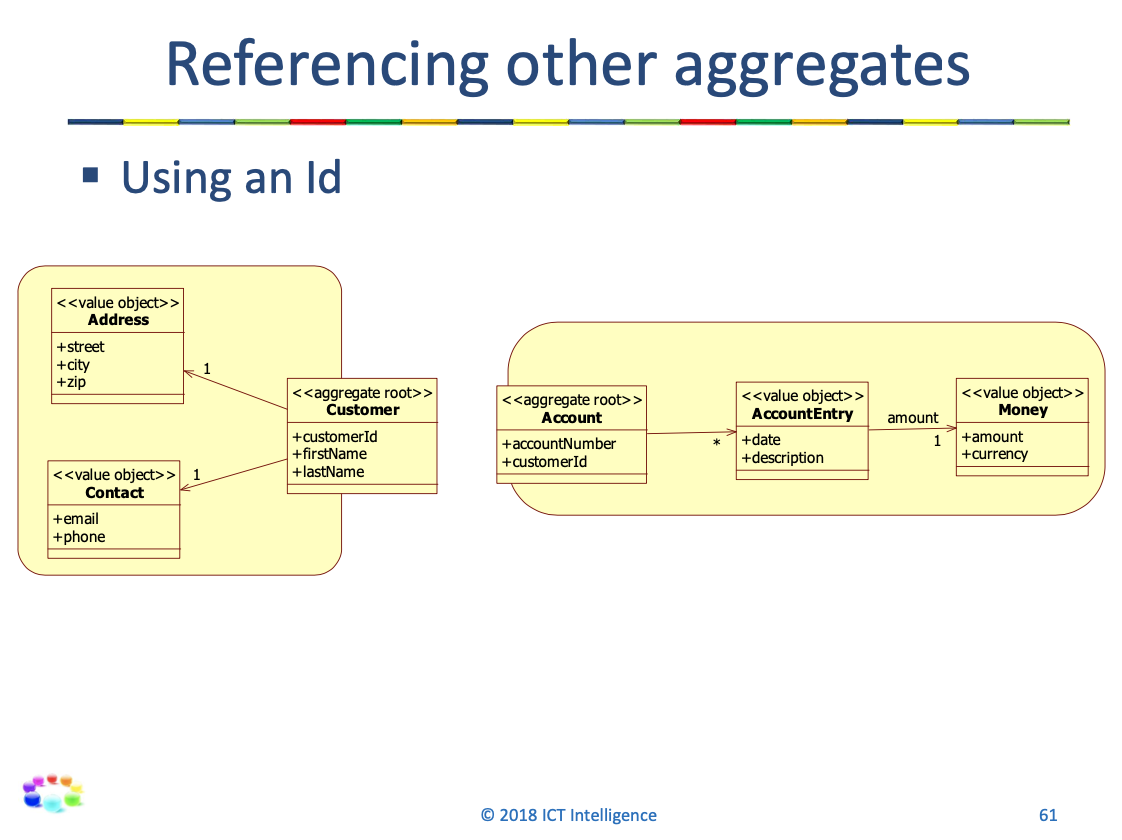 Referencing other aggregates
▪ Using an Id
<<value object>>
Address
+street
+city
+zip
1
<<aggregate root>>
Customer
+customerId
+firstName
+lastName
1
<<value object>>
Contact
+email
+phone
<<aggregate root>>
Account
+accountNumber
+customerId
*
<<value object>>
AccountEntry
+date
+description
amount
1
<<value object>>
Money
+amount
+currency
© 2018 ICT Intelligence
61